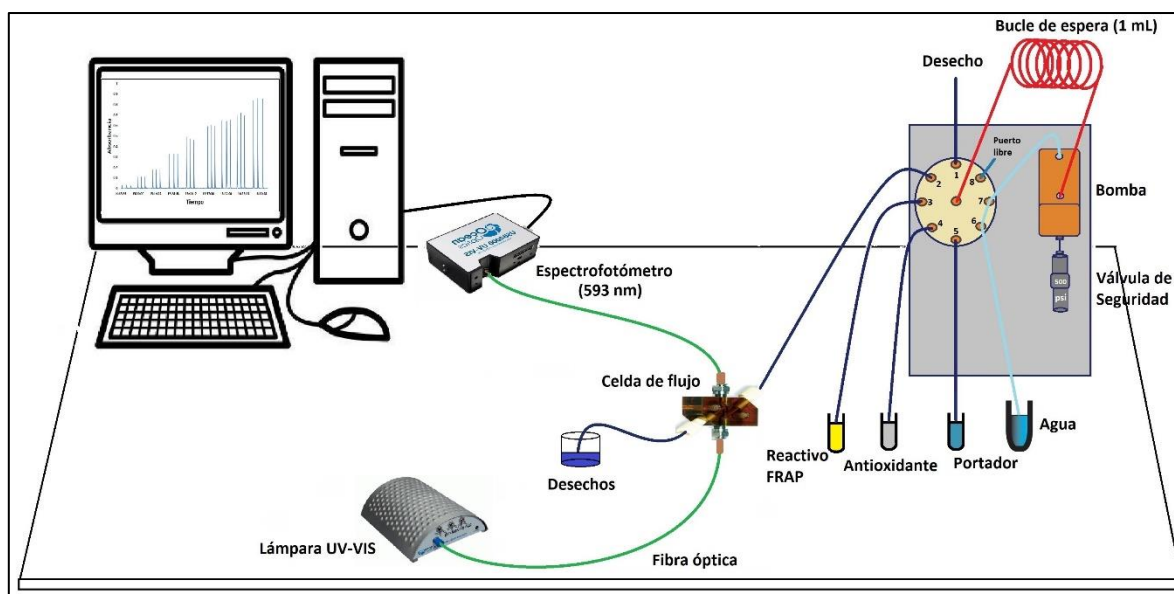 Bucle de espera (1 mL)
Desecho
Puerto
libre
1
2
8
3
7
4
6
5
Bomba
500
psi
Válvula de
Seguridad
Absorbancia
Tiempo
Espectrofotómetro
(593 nm)
Ocean
Celda de flujo
Desechos
Reactivo
FRAP
Antioxidante
Portador
Agua
Lámpara UV-VIS
Fibra óptica